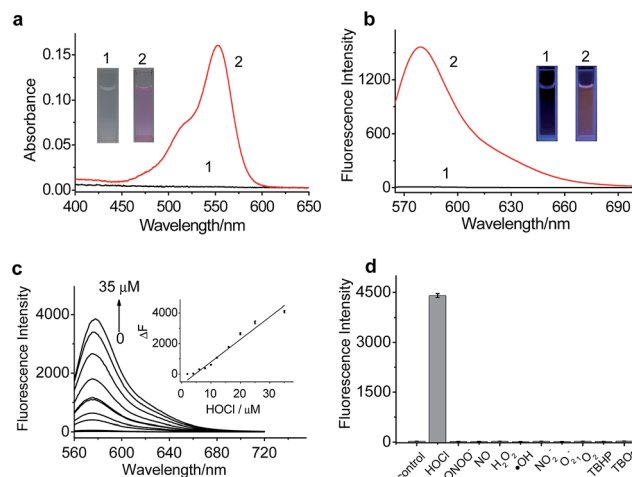 a
b
1 2
2
1
Absorbance
0.15
0.10
0.05
0.00
400 450 500 550 600 650
Wavelength/nm
1 2
2
1
Fluorescence Intensity
1200
600
0
570 600 630 660 690
Wavelength/nm
c
d
35 μM
0
Fluorescence Intensity
4000
2000
0
560 600 640 680 720
Wavelength/nm
ΔF
4000
2000
0
0 10 20 30
HOCl / μM
Fluorescence Intensity
4500
3000
1500
0
control HOCl ONOO⁻ NO H₂O₂ •OH NO₂⁻ O₂⁻ ¹O₂ TBHP